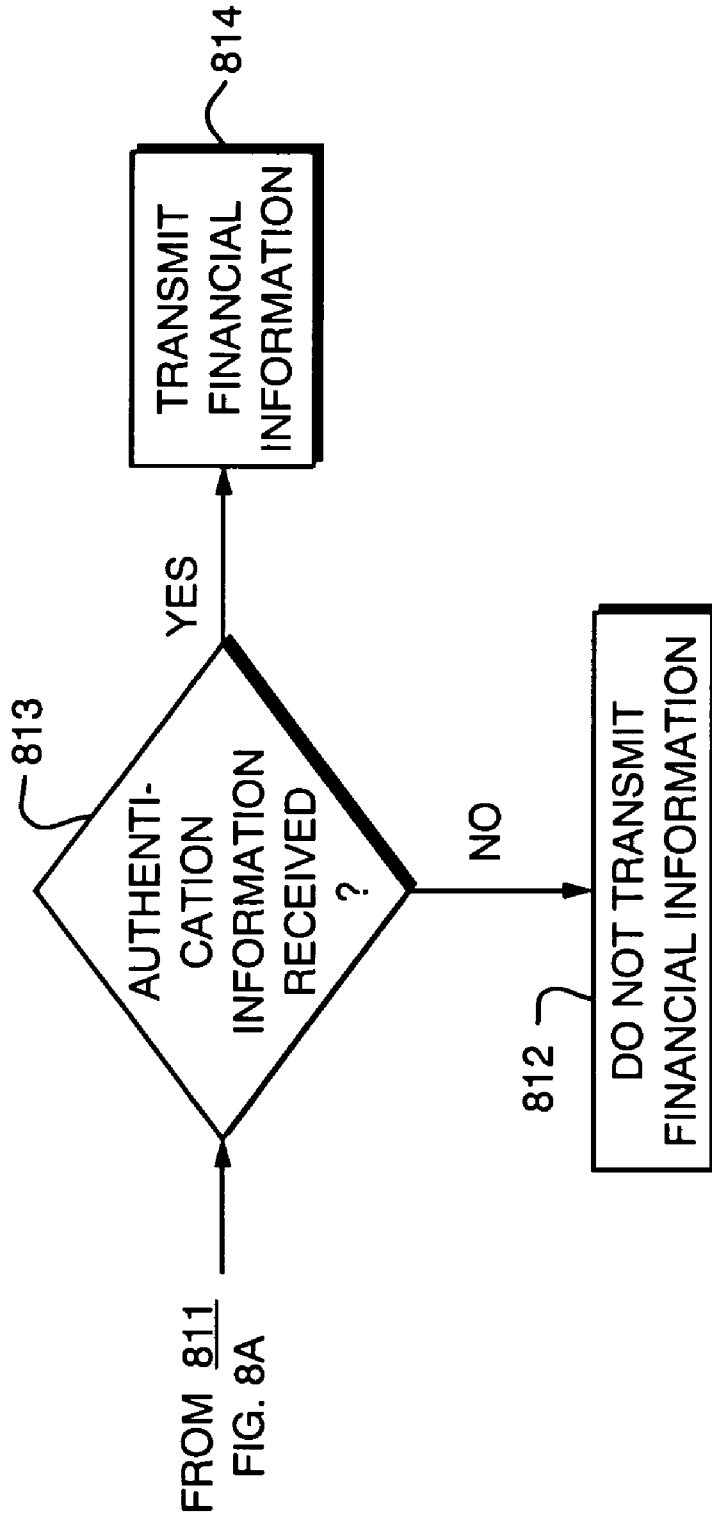 FROM 811
FIG. 8A
813
AUTHENTI-
CATION
INFORMATION
RECEIVED
?
YES
814
TRANSMIT
FINANCIAL
INFORMATION
NO
812
DO NOT TRANSMIT
FINANCIAL INFORMATION